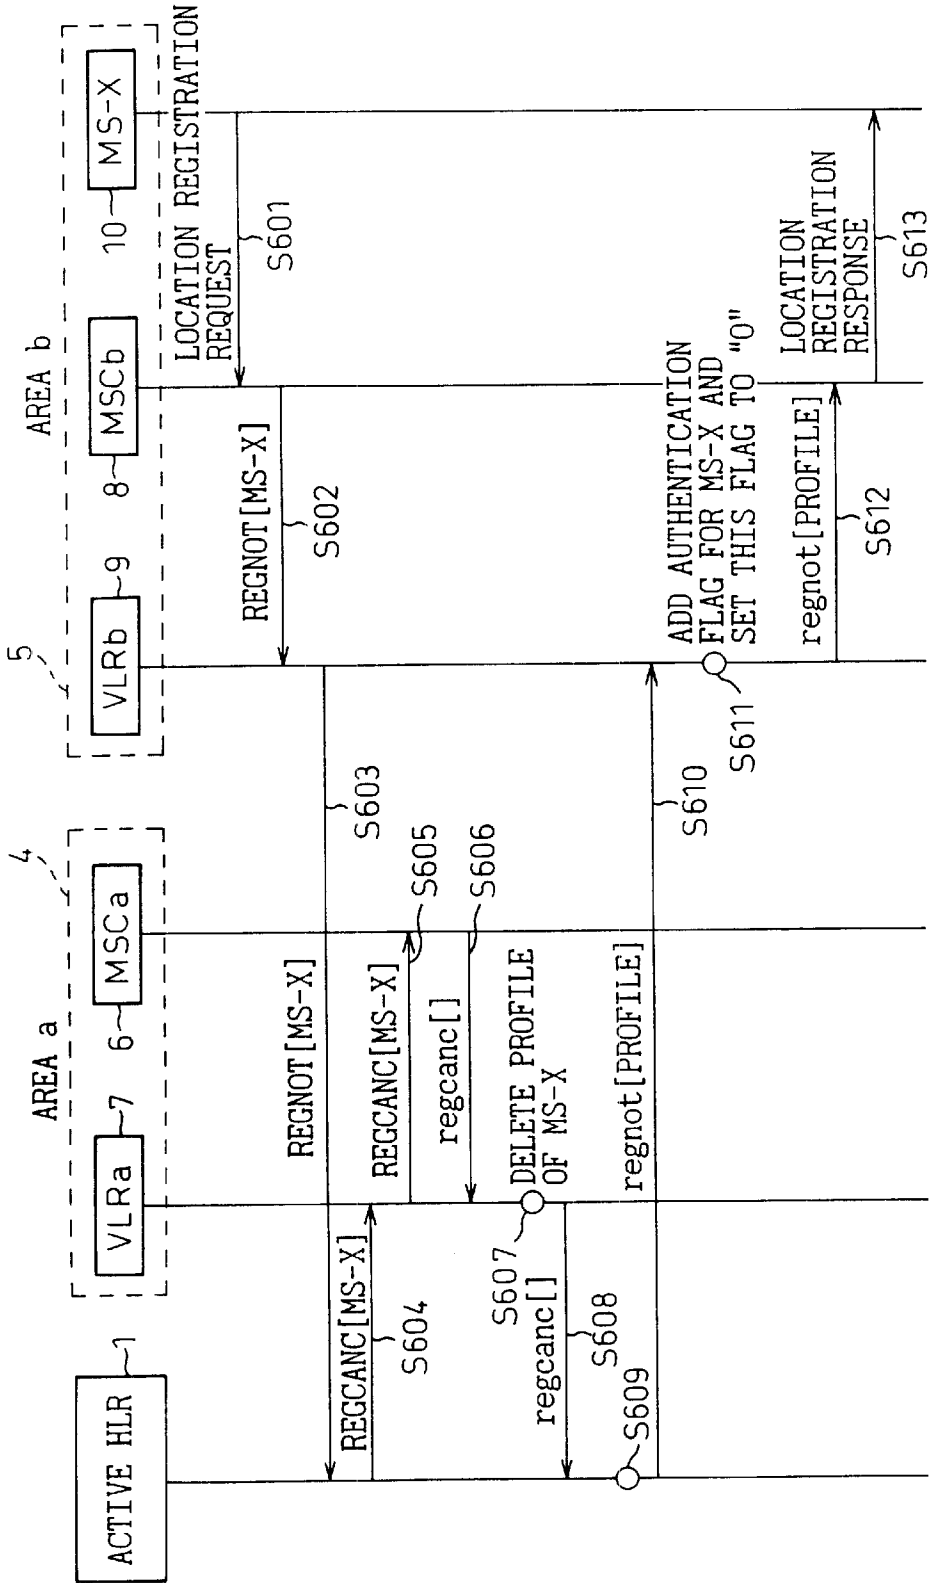 AREA a
AREA b
4
5
ACTIVE HLR
1
VLRa
7
MSCa
6
VLRb
9
MSCb
8
MS-X
10
LOCATION REGISTRATION
REQUEST
S601
REGNOT[MS-X]
S602
REGNOT[MS-X]
S603
REGCANC[MS-X]
S604
REGCANC[MS-X]
S605
regcanc[]
S606
DELETE PROFILE
OF MS-X
S607
regcanc[]
S608
S609
regnot[PROFILE]
S610
ADD AUTHENTICATION
FLAG FOR MS-X AND
SET THIS FLAG TO "0"
S611
regnot[PROFILE]
S612
LOCATION
REGISTRATION
RESPONSE
S613